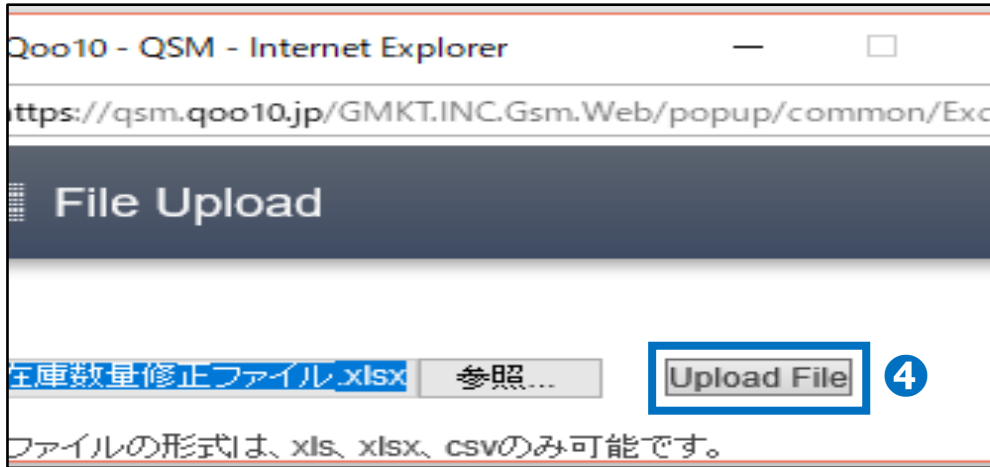 Qoo10 - QSM - Internet Explorer
ttps://qsm.qoo10.jp/GMKT.INC.Gsm.Web/popup/common/Exc
File Upload
在庫数量修正ファイル.xlsx 参照... Upload File 4
ファイルの形式は、xls、xlsx、csvのみ可能です。